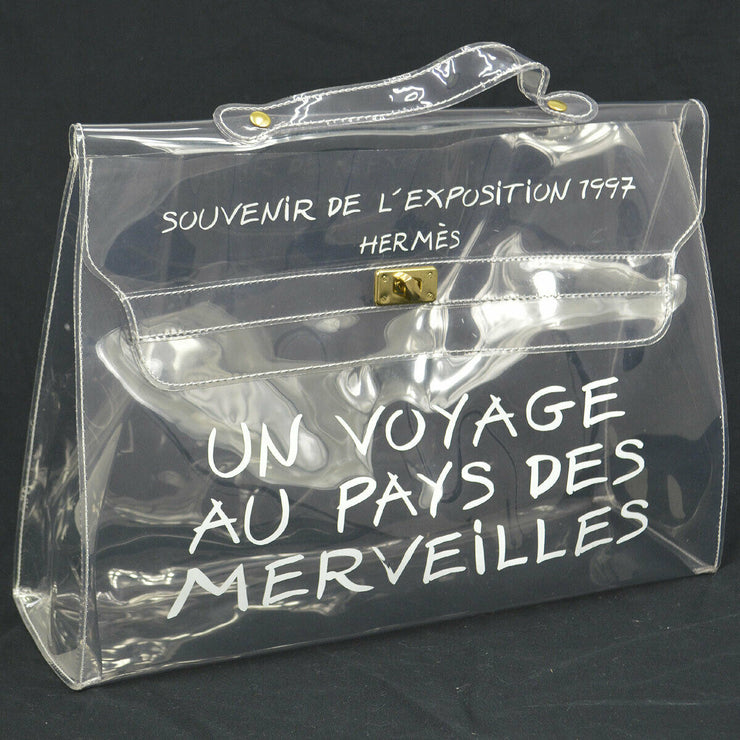 SOUVENIR DE L'EXPOSITION 1997
HERMÈS
UN VOYAGE
AU PAYS DES
MERVEILLES